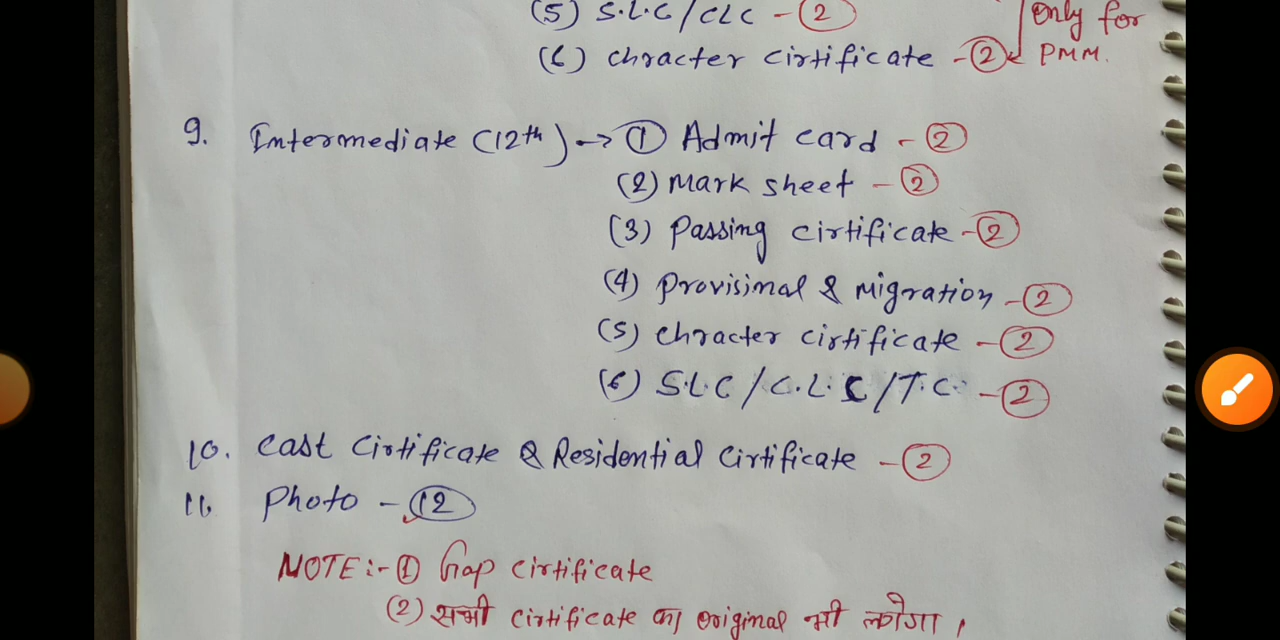 (5) S.L.C/CLC - 2
Only for
(6) Chracter Cirtificate - 2 PMM.
9. Intermediate (12th) → 1 Admit card - 2
(2) Mark sheet - 2
(3) Passing Cirtificate - 2
(4) Provisinal & Migration - 2
(5) Chracter Cirtificate - 2
(6) S.L.C/C.L.C/T.C. - 2
10. Cast Cirtificate & Residential Cirtificate - 2
11. Photo - 12
NOTE:- 1 Gap Cirtificate
(2) सभी Cirtificate का Original भी लगेगा।